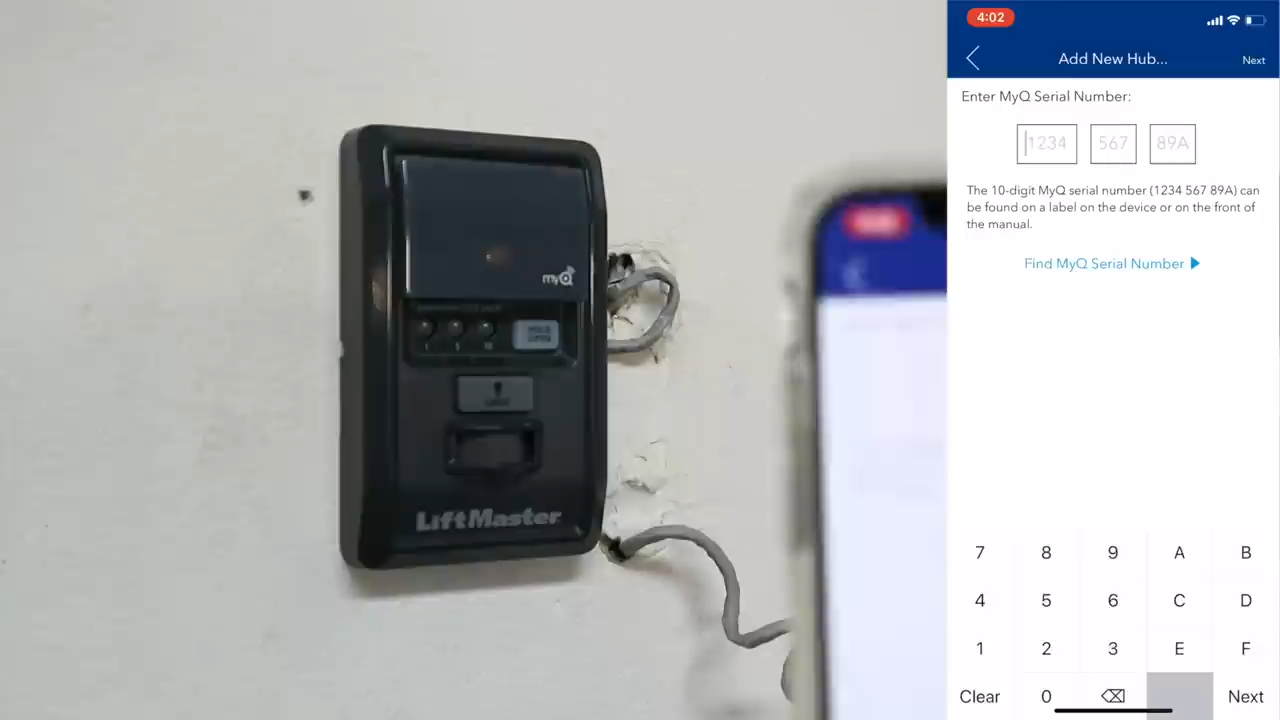 myQ
HOLD
OPEN
LiftMaster
4:02
Add New Hub...
Next
Enter MyQ Serial Number:
1234 567 89A
The 10-digit MyQ serial number (1234 567 89A) can
be found on a label on the device or on the front of
the manual.
Find MyQ Serial Number
7 8 9 A B
4 5 6 C D
1 2 3 E F
Clear 0 Next